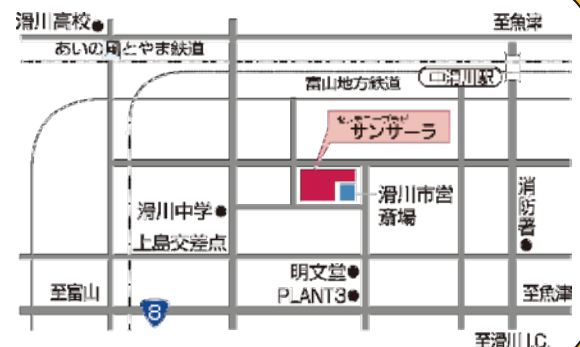 滑川高校
至魚津
あいの風とやま鉄道
富山地方鉄道
中滑川駅
サンサーラ
滑川中学
滑川市営
斎場
消防署
上島交差点
明文堂
PLANT3
至富山
8
至魚津
至滑川I.C.